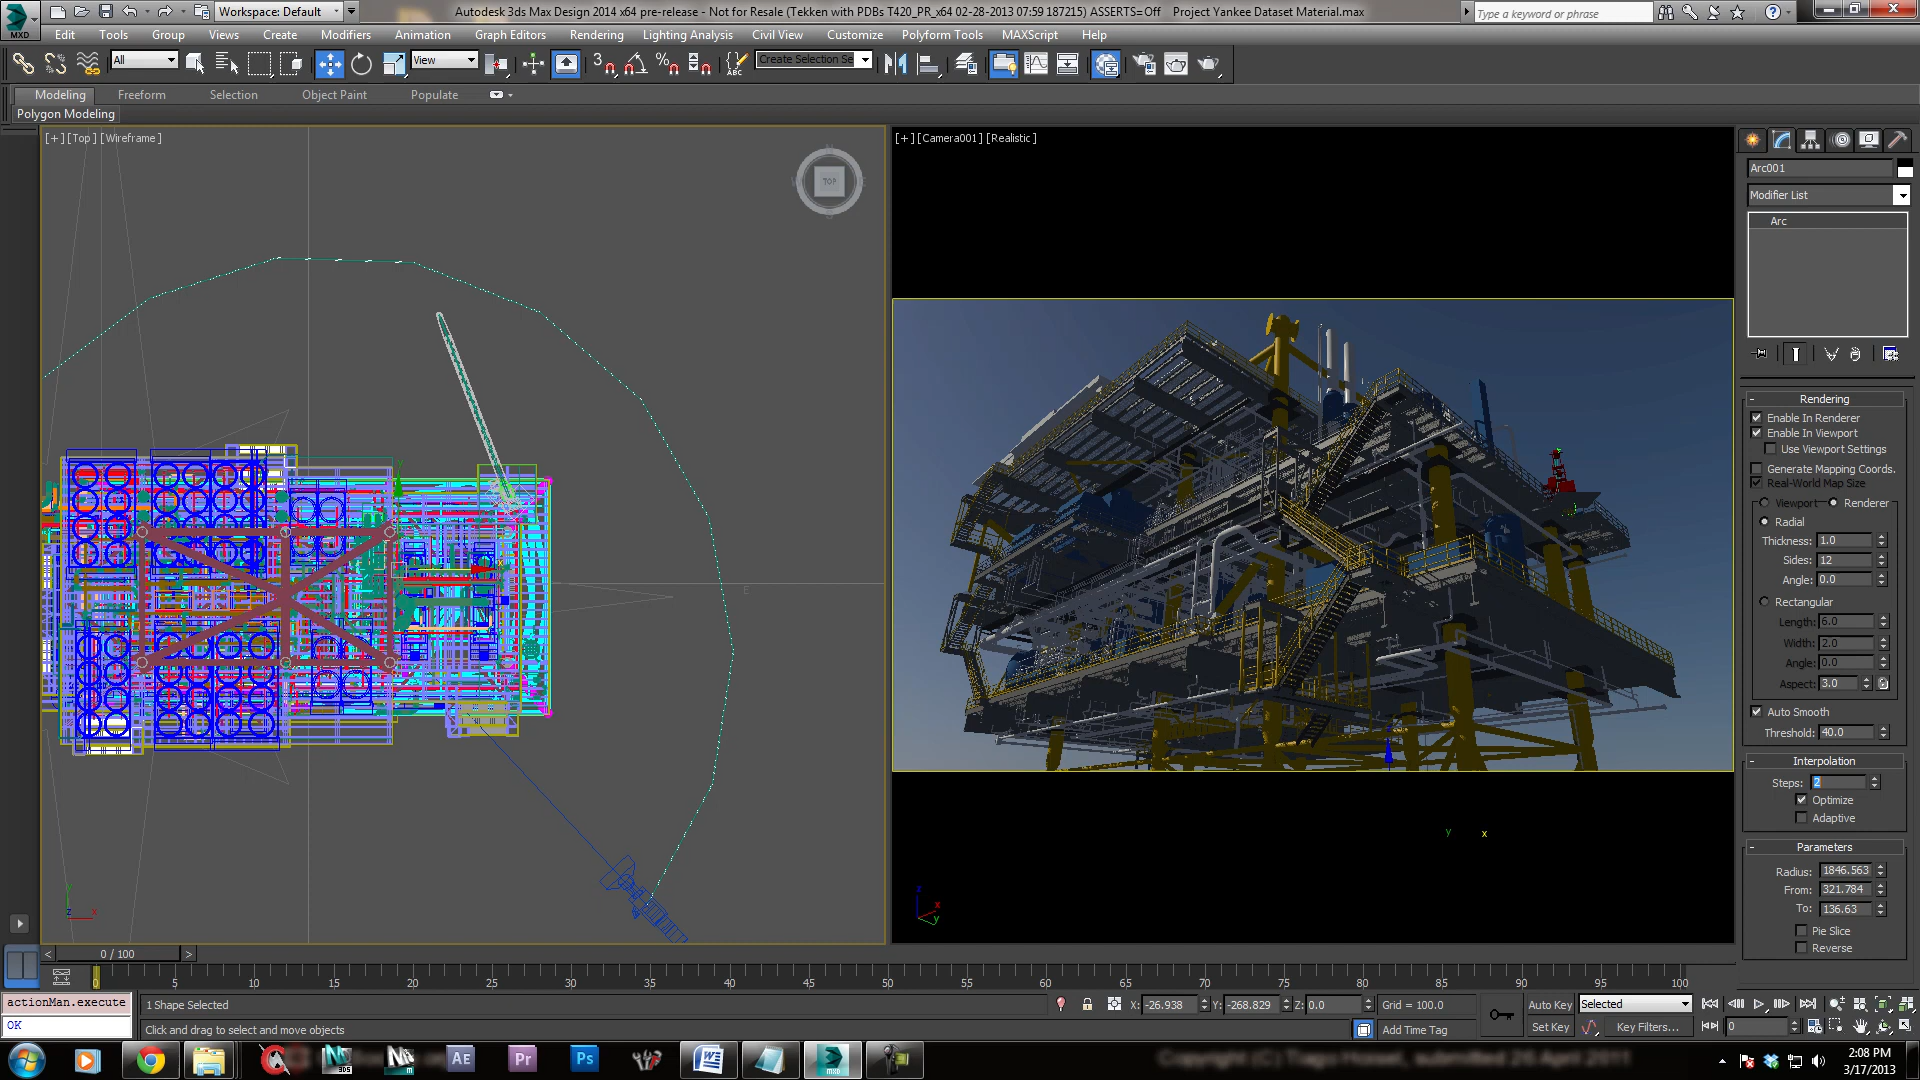 Workspace: Default
Autodesk 3ds Max Design 2014 x64 pre-release - Not for Resale (Tekken with PDBs T420_PR_x64 02-28-2013 07:59 187215) ASSERTS=Off    Project Yankee Dataset Material.max
Type a keyword or phrase
MXD
Edit Tools Group Views Create Modifiers Animation Graph Editors Rendering Lighting Analysis Civil View Customize Polyform Tools MAXScript Help
All View Create Selection Se
Modeling Freeform Selection Object Paint Populate
Polygon Modeling
[+][Top][Wireframe]
[+][Camera001][Realistic]
TOP
E
Arc001
Modifier List
Arc
- Rendering
Enable In Renderer
Enable In Viewport
Use Viewport Settings
Generate Mapping Coords.
Real-World Map Size
Viewport Renderer
Radial
Thickness: 1.0
Sides: 12
Angle: 0.0
Rectangular
Length: 6.0
Width: 2.0
Angle: 0.0
Aspect: 3.0
Auto Smooth
Threshold: 40.0
- Interpolation
Steps: 2
Optimize
Adaptive
- Parameters
Radius: 1846.563
From: 321.784
To: 136.63
Pie Slice
Reverse
y x
z x
z x y
< 0 / 100 >
0 5 10 15 20 25 30 35 40 45 50 55 60 65 70 75 80 85 90 95 100
actionMan.execute
OK
1 Shape Selected
Click and drag to select and move objects
X: -26.938 Y: -268.829 Z: 0.0 Grid = 100.0
Add Time Tag
Auto Key Selected
Set Key Key Filters...
0
AE Pr Ps W MXD
2:08 PM
3/17/2013